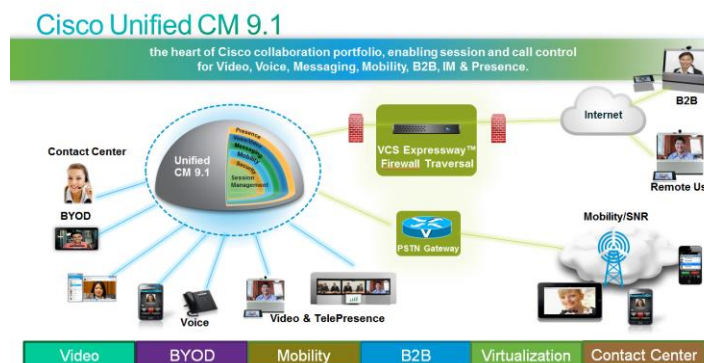 Cisco Unified CM 9.1
the heart of Cisco collaboration portfolio, enabling session and call control
for Video, Voice, Messaging, Mobility, B2B, IM & Presence.
Contact Center
BYOD
Unified
CM 9.1
Presence
Video/Voice
Messaging
Mobility
Security
Session
Management
VCS Expressway™
Firewall Traversal
Internet
B2B
Remote Us
PSTN Gateway
Mobility/SNR
Voice
Video & TelePresence
Video
BYOD
Mobility
B2B
Virtualization
Contact Center